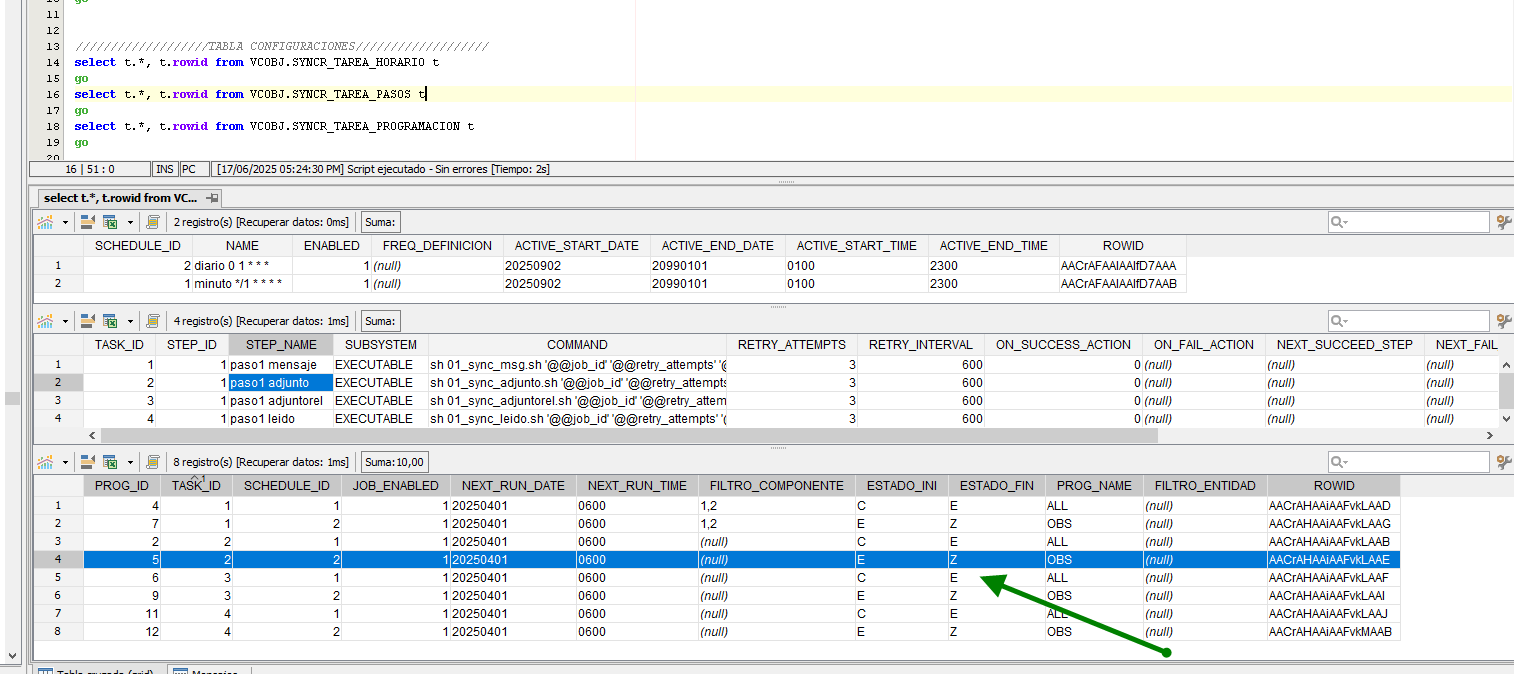 go
11
12
13 ///////////////////TABLA CONFIGURACIONES///////////////////
14 select t.*, t.rowid from VCOBJ.SYNCR_TAREA_HORARIO t
15 go
16 select t.*, t.rowid from VCOBJ.SYNCR_TAREA_PASOS t
17 go
18 select t.*, t.rowid from VCOBJ.SYNCR_TAREA_PROGRAMACION t
19 go
20
16 | 51 : 0 INS PC [17/06/2025 05:24:30 PM] Script ejecutado - Sin errores [Tiempo: 2s]
select t.*, t.rowid from VC...
2 registro(s) [Recuperar datos: 0ms] Suma:
SCHEDULE_ID NAME ENABLED FREQ_DEFINICION ACTIVE_START_DATE ACTIVE_END_DATE ACTIVE_START_TIME ACTIVE_END_TIME ROWID
1 2 diario 0 1 * * * 1 (null) 20250902 20990101 0100 2300 AACrAFAAIAAIfD7AAA
2 1 minuto */1 * * * * 1 (null) 20250902 20990101 0100 2300 AACrAFAAIAAIfD7AAB
4 registro(s) [Recuperar datos: 1ms] Suma:
TASK_ID STEP_ID STEP_NAME SUBSYSTEM COMMAND RETRY_ATTEMPTS RETRY_INTERVAL ON_SUCCESS_ACTION ON_FAIL_ACTION NEXT_SUCCEED_STEP NEXT_FAIL
1 1 1 paso1 mensaje EXECUTABLE sh 01_sync_msg.sh '@@job_id' '@@retry_attempts' '@ 3 600 0 (null) (null) (null)
2 2 1 paso1 adjunto EXECUTABLE sh 01_sync_adjunto.sh '@@job_id' '@@retry_attempts 3 600 0 (null) (null) (null)
3 3 1 paso1 adjuntorel EXECUTABLE sh 01_sync_adjuntorel.sh '@@job_id' '@@retry_attem 3 600 0 (null) (null) (null)
4 4 1 paso1 leido EXECUTABLE sh 01_sync_leido.sh '@@job_id' '@@retry_attempts' '@ 3 600 0 (null) (null) (null)
8 registro(s) [Recuperar datos: 1ms] Suma:10,00
PROG_ID TASK_ID 1 SCHEDULE_ID JOB_ENABLED NEXT_RUN_DATE NEXT_RUN_TIME FILTRO_COMPONENTE ESTADO_INI ESTADO_FIN PROG_NAME FILTRO_ENTIDAD ROWID
1 4 1 1 1 20250401 0600 1,2 C E ALL (null) AACrAHAAiAAFvkLAAD
2 7 1 2 1 20250401 0600 1,2 E Z OBS (null) AACrAHAAiAAFvkLAAG
3 2 2 1 1 20250401 0600 (null) C E ALL (null) AACrAHAAiAAFvkLAAB
4 5 2 2 1 20250401 0600 (null) E Z OBS (null) AACrAHAAiAAFvkLAAE
5 6 3 1 1 20250401 0600 (null) C E ALL (null) AACrAHAAiAAFvkLAAF
6 9 3 2 1 20250401 0600 (null) E Z OBS (null) AACrAHAAiAAFvkLAAI
7 11 4 1 1 20250401 0600 (null) C E ALL (null) AACrAHAAiAAFvkLAAJ
8 12 4 2 1 20250401 0600 (null) E Z OBS (null) AACrAHAAiAAFvkMAAB
Tabla cruzada (grid) Mensajes